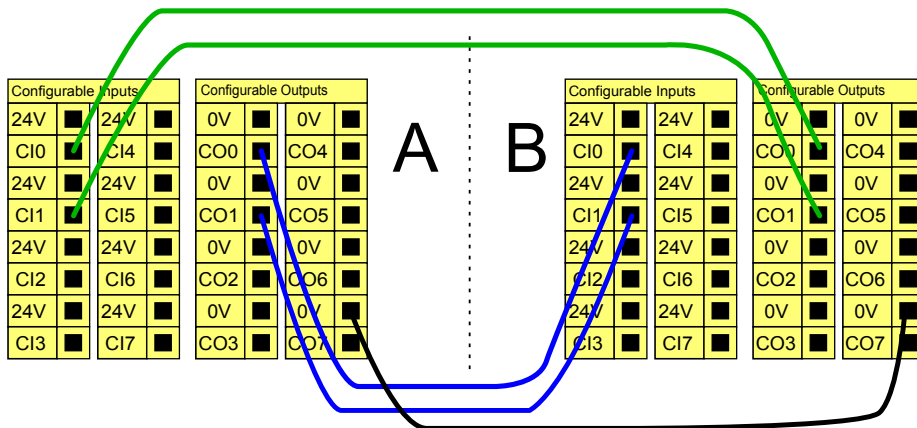 Configurable Inputs
24V 24V
CI0 CI4
24V 24V
CI1 CI5
24V 24V
CI2 CI6
24V 24V
CI3 CI7
Configurable Outputs
0V 0V
CO0 CO4
0V 0V
CO1 CO5
0V 0V
CO2 CO6
0V 0V
CO3 CO7
A
B
Configurable Inputs
24V 24V
CI0 CI4
24V 24V
CI1 CI5
24V 24V
CI2 CI6
24V 24V
CI3 CI7
Configurable Outputs
0V 0V
CO0 CO4
0V 0V
CO1 CO5
0V 0V
CO2 CO6
0V 0V
CO3 CO7